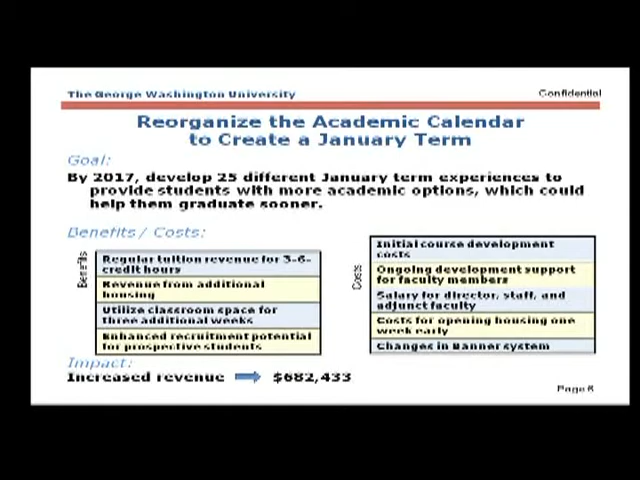 The George Washington University
Confidential
Reorganize the Academic Calendar
to Create a January Term
Goal:
By 2017, develop 25 different January term experiences to
provide students with more academic options, which could
help them graduate sooner.
Benefits / Costs:
Benefits
Regular tuition revenue for 3-6-
credit hours
Revenue from additional
housing
Utilize classroom space for
three additional weeks
Enhanced recruitment potential
for prospective students
Costs
Initial course development
costs
Ongoing development support
for faculty members
Salary for director, staff, and
adjunct faculty
Costs for opening housing one
week early
Changes in Banner system
Impact:
Increased revenue $682,433
Page 6